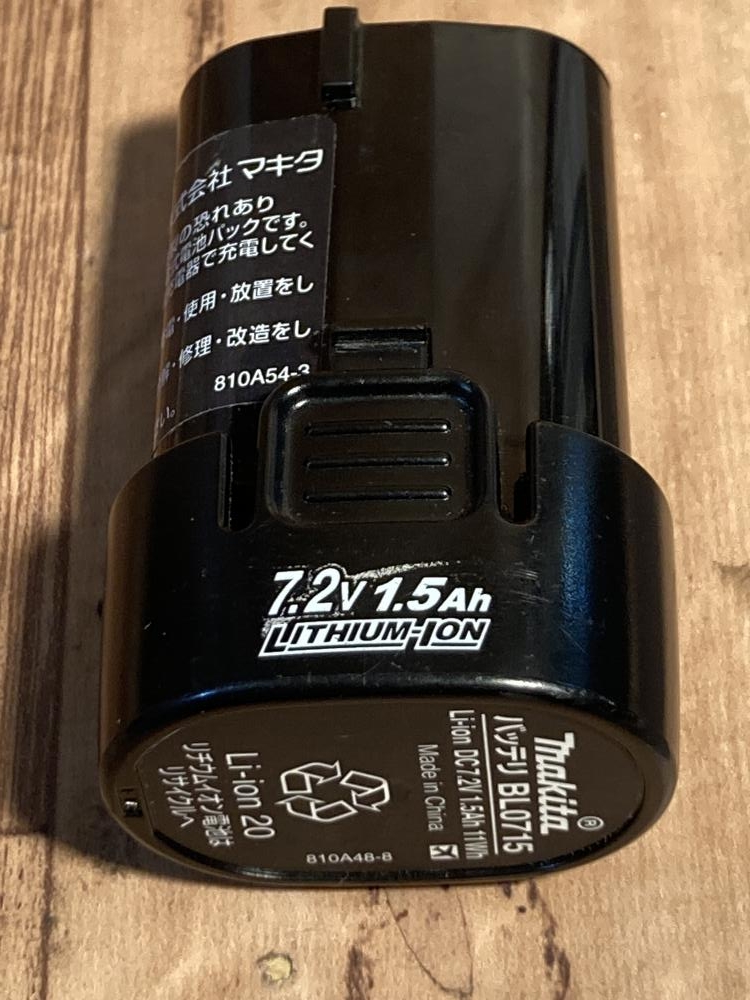 式会社マキタ
の恐れあり
電池パックです。
電器で充電してく
・使用・放置をし
・修理・改造をし
810A54-3
い。
7.2V 1.5Ah
LITHIUM-ION
makita®
バッテリ BL0715
Li-ion DC7.2V 1.5Ah 11Wh
Made in China
810A48-8
Li-ion 20
リチウムイオン電池は
リサイクルへ